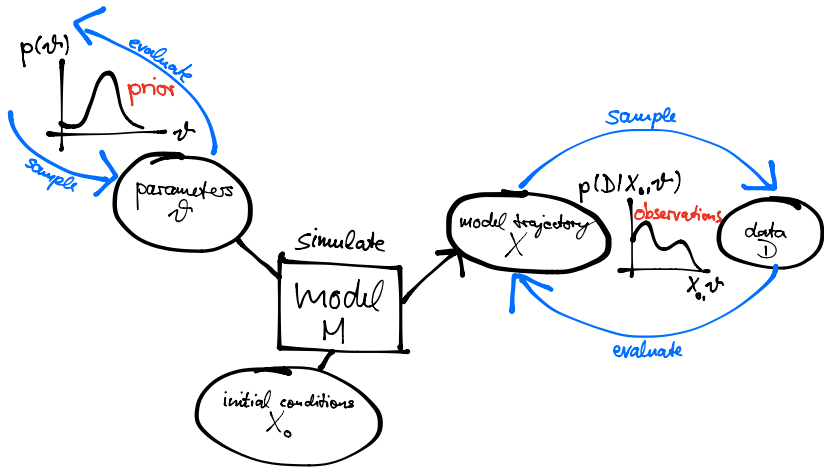 p(ϑ)
evaluate
prior
ϑ
sample
parameters
ϑ
simulate
model
M
initial conditions
X₀
model trajectory
X
sample
p(D|X₀,ϑ)
observations
X₀,ϑ
data
D
evaluate